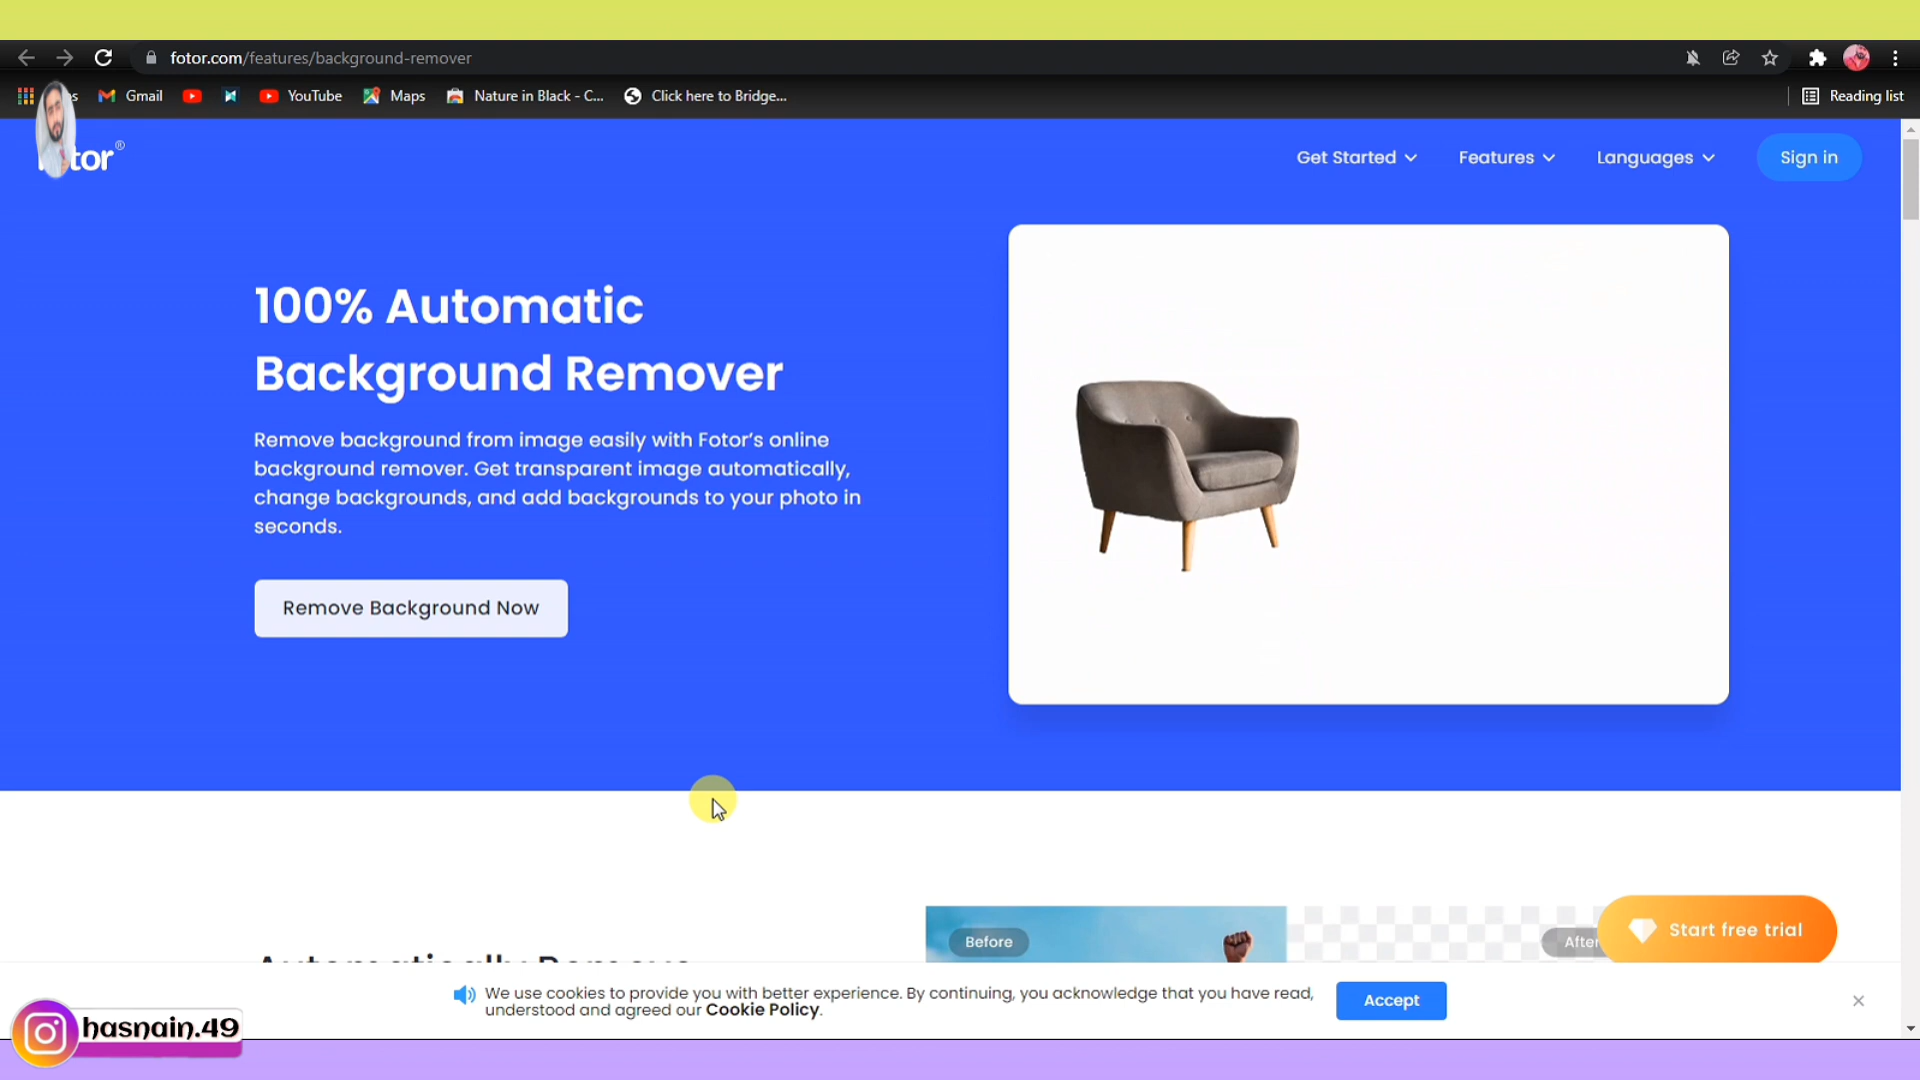 fotor.com/features/background-remover
Gmail YouTube Maps Nature in Black - C... Click here to Bridge... Reading list
tor®
Get Started Features Languages Sign in
100% Automatic
Background Remover
Remove background from image easily with Fotor's online
background remover. Get transparent image automatically,
change backgrounds, and add backgrounds to your photo in
seconds.
Remove Background Now
Before
After
Start free trial
Automatically Remove
We use cookies to provide you with better experience. By continuing, you acknowledge that you have read,
understood and agreed our Cookie Policy.
Accept
hasnain.49